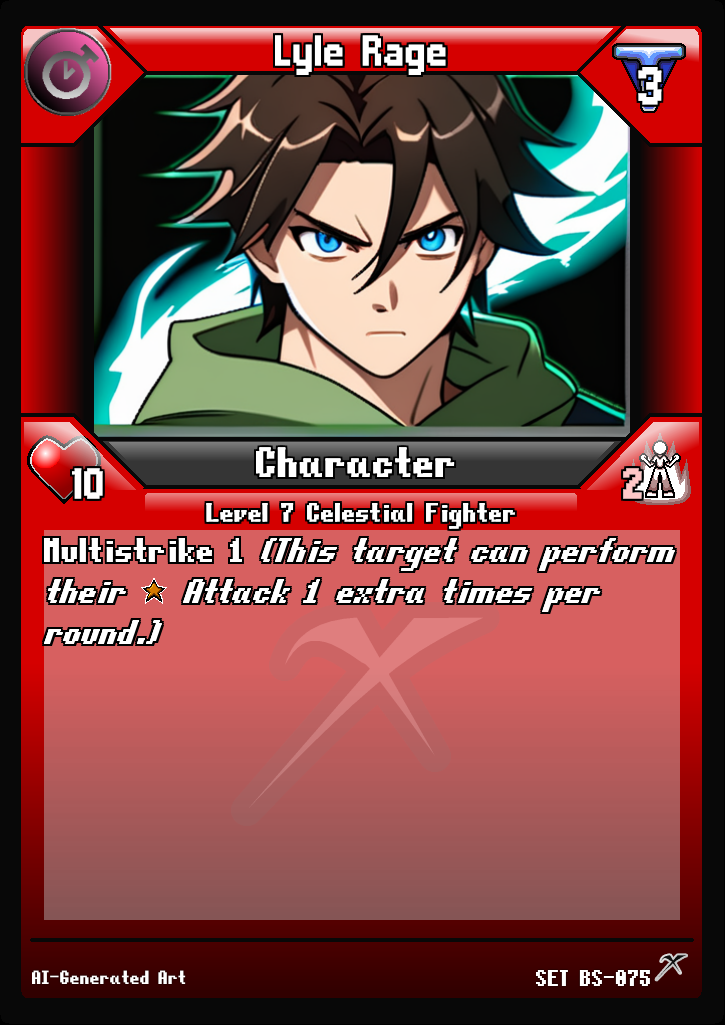 Lyle Rage
3
Character
10
2
Level 7 Celestial Fighter
Multistrike 1 (This target can perform
their Attack 1 extra times per
round.)
AI-Generated Art
SET BS-075